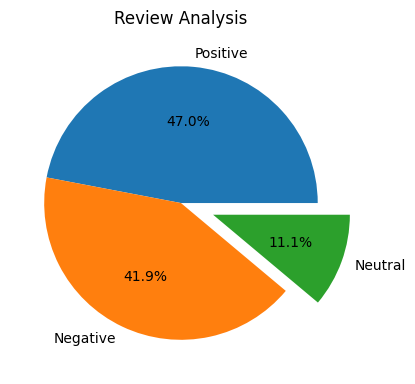 Review Analysis
Positive
47.0%
11.1%
Neutral
41.9%
Negative